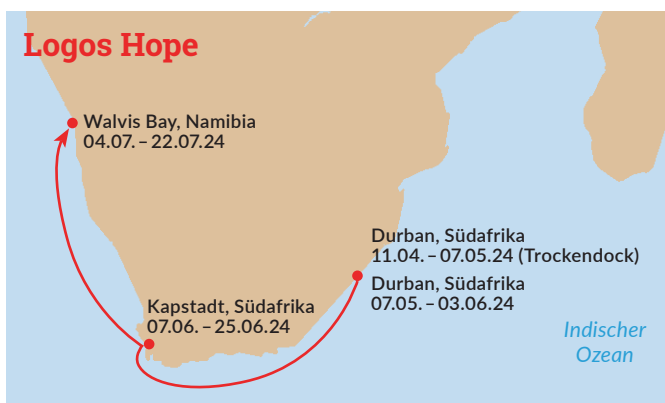 Logos Hope
Walvis Bay, Namibia
04.07. – 22.07.24
Durban, Südafrika
11.04. – 07.05.24 (Trockendock)
Durban, Südafrika
07.05. – 03.06.24
Kapstadt, Südafrika
07.06. – 25.06.24
Indischer
Ozean